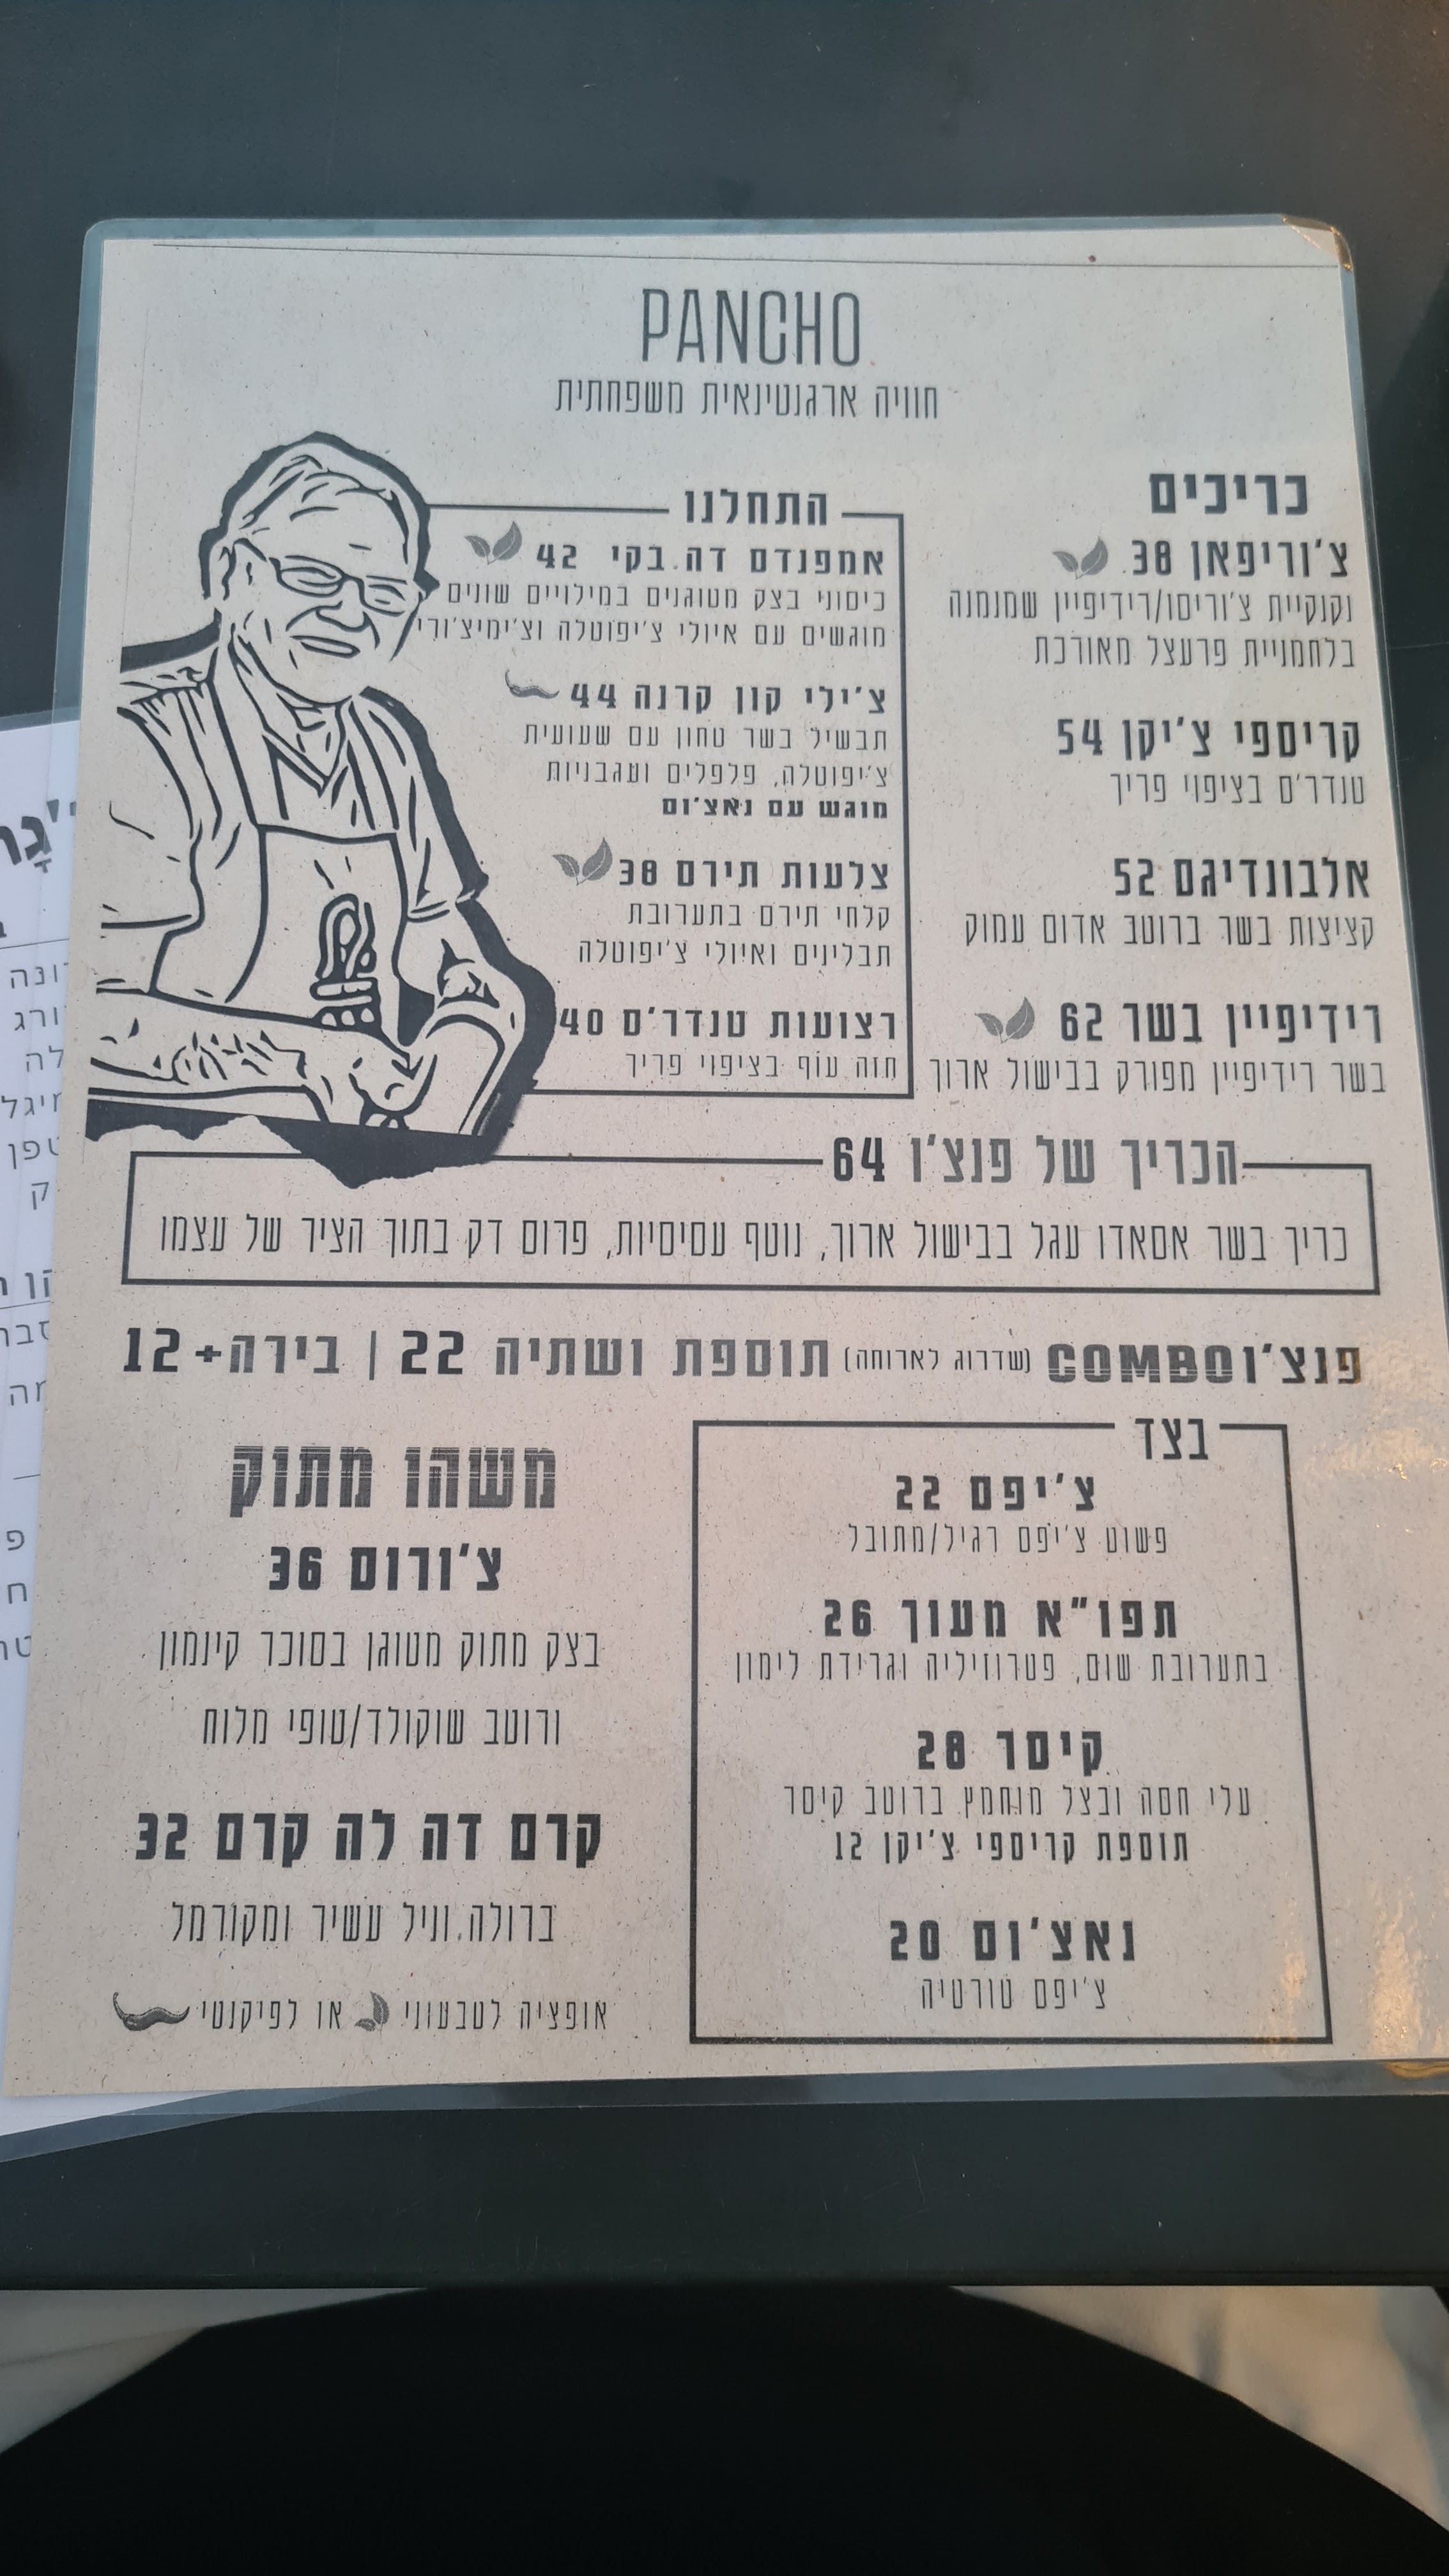 PANCHO
חוויה ארגנטינאית משפחתית
כריכים
צ'וריפאן 38
נקנקיית צ'וריסו/רידיפיין שמנמנה
בלחמניית פרעצל מאורכת
קריספי צ'יקן 54
טנדר'ס בציפוי פריך
אלבונדיגס 52
קציצות בשר ברוטב אדום עמוק
רידיפיין בשר 62
בשר רידיפיין מפורק בבישול ארוך
התחלנו
אמפנדס דה בקי 42
כיסוני בצק מטוגנים במילויים שונים
מוגשים עם איולי צ'יפוטלה וצ'ימיצ'ורי
צ'ילי קון קרנה 44
תבשיל בשר טחון עם שעועית
צ'יפוטלה, פלפלים ועגבניות
מוגש עם נאצ'וס
צלעות תירס 38
קלחי תירס בתערובת
תבלינים ואיולי צ'יפוטלה
רצועות טנדר'ס 40
חזה עוף בציפוי פריך
הכריך של פנצ'ו 64
כריך בשר אסאדו עגל בבישול ארוך, נוטף עסיסיות, פרום דק בתוך הציר של עצמו
פנצ'ו COMBO (שדרוג לארוחה) תוספת ושתיה 22 | בירה+12
בצד
צ'יפס 22
פשוט צ'יפס רגיל/מתובל
תפו"א מעוך 26
בתערובת שום, פטרוזיליה וגרידת לימון
קיסר 28
עלי חסה ובצל מוחמץ ברוטב קיסר
תוספת קריספי צ'יקן 12
נאצ'וס 20
צ'יפס טורטיה
משהו מתוק
צ'ורוס 36
בצק מתוק מטוגן בסוכר קינמון
ורוטב שוקולד/טופי מלוח
קרם דה לה קרם 32
ברולה וניל עשיר ומקורמל
אופציה לטבעוני או לפיקנטי